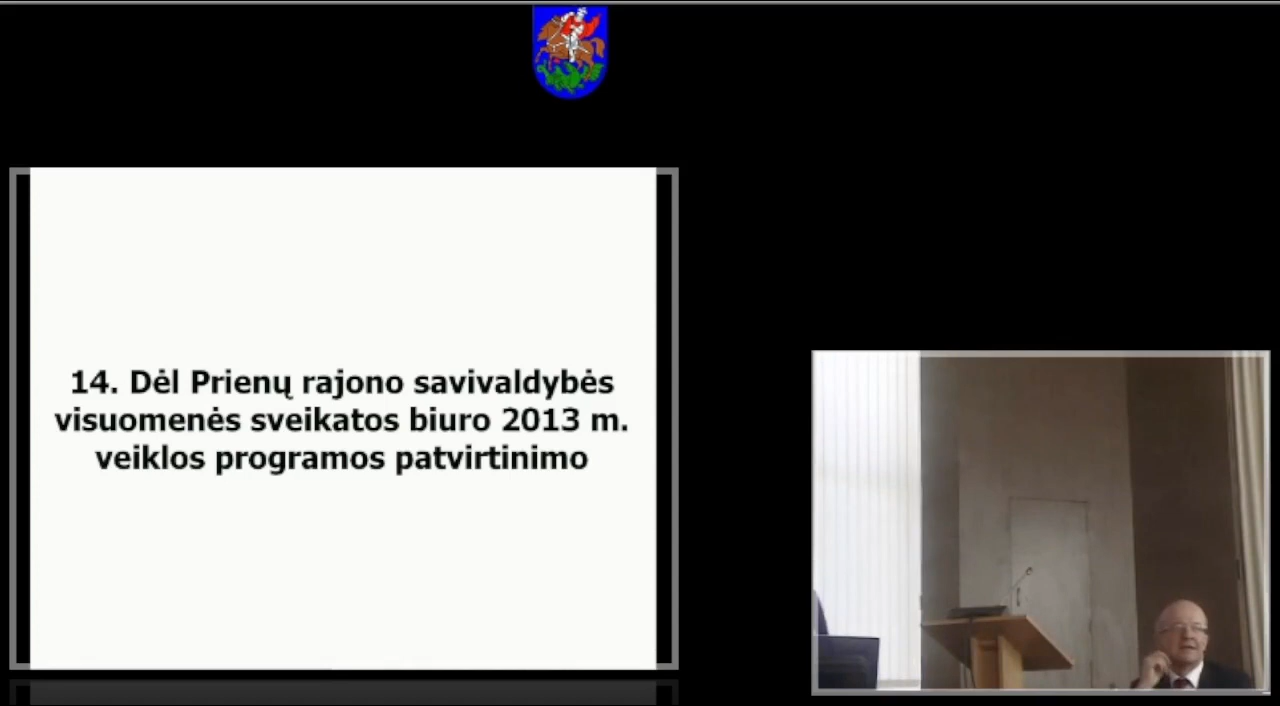 14. Dėl Prienų rajono savivaldybės
visuomenės sveikatos biuro 2013 m.
veiklos programos patvirtinimo